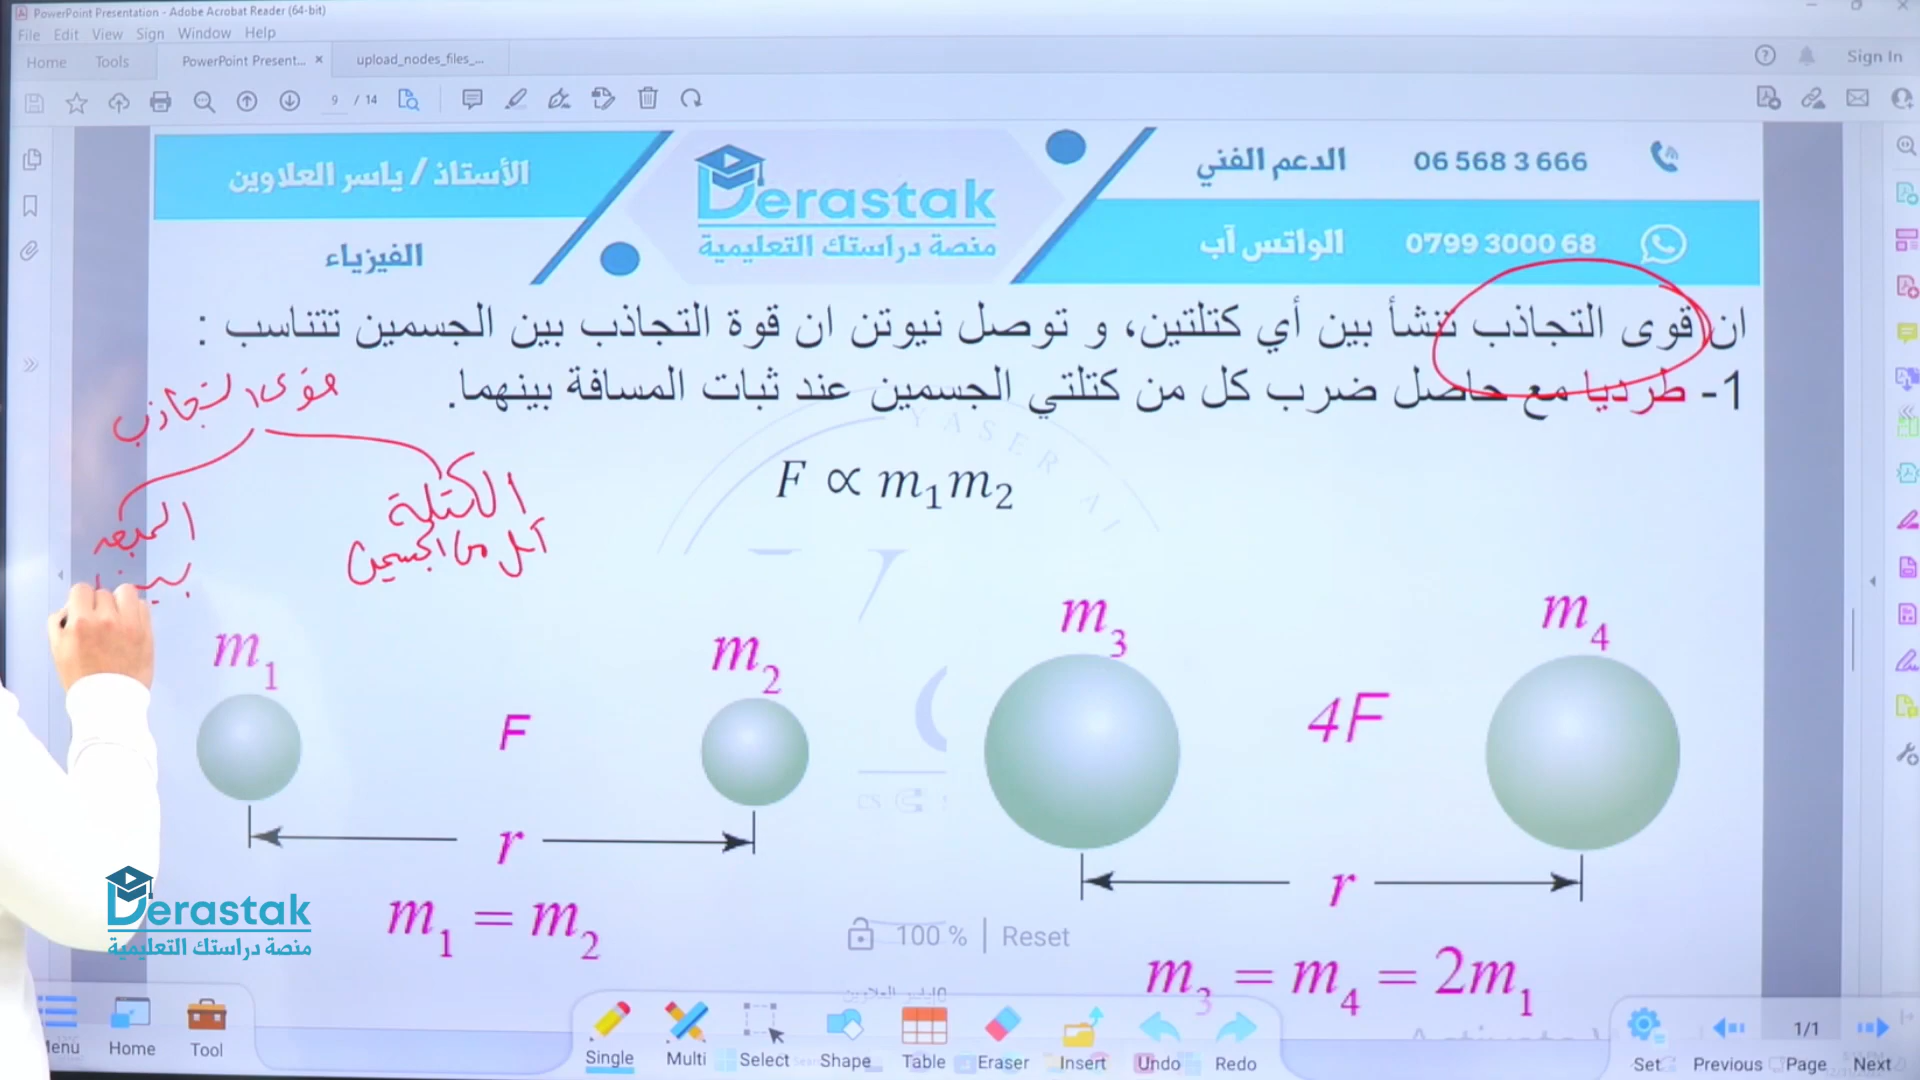 PowerPoint Presentation - Adobe Acrobat Reader (64-bit)
File Edit View Sign Window Help
Home Tools PowerPoint Present... × upload_nodes_files_... Sign In
9 / 14
الأستاذ / ياسر العلاوين
الفيزياء
Derastak
منصة دراستك التعليمية
الدعم الفني 06 568 3 666
الواتس آب 0799 3000 68
ان قوى التجاذب تنشأ بين أي كتلتين، و توصل نيوتن ان قوة التجاذب بين الجسمين تتناسب :
1- طرديا مع حاصل ضرب كل من كتلتي الجسمين عند ثبات المسافة بينهما.
قوى التجاذب
الكتلة
لكل من الجسمين
YASER AL
F ∝ m₁m₂
m₁ m₂ m₃ m₄
F 4F
r r
m₁ = m₂
m₃ = m₄ = 2m₁
100 % | Reset
Derastak
منصة دراستك التعليمية
Menu Home Tool Single Multi Select Shape Table Eraser Insert Undo Redo Set Previous Page Next
1/1